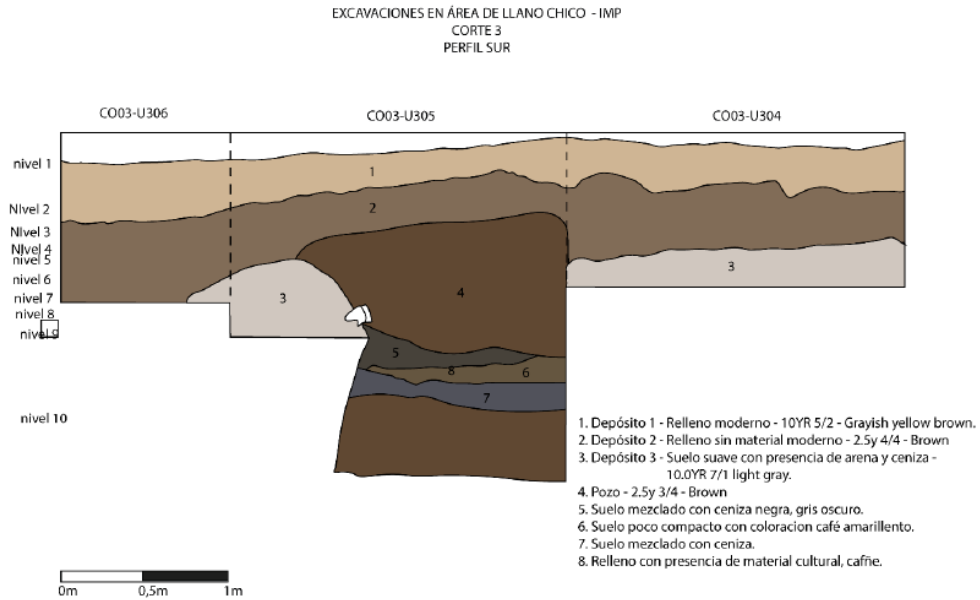 EXCAVACIONES EN ÁREA DE LLANO CHICO - IMP
CORTE 3
PERFIL SUR
CO03-U306
CO03-U305
CO03-U304
nivel 1
NIvel 2
NIvel 3
NIvel 4
nivel 5
nivel 6
nivel 7
nivel 8
nivel 9
nivel 10
1
2
3
3
4
5
8
6
7
1. Depósito 1 - Relleno moderno - 10YR 5/2 - Grayish yellow brown.
2. Depósito 2 - Relleno sin material moderno - 2.5y 4/4 - Brown
3. Depósito 3 - Suelo suave con presencia de arena y ceniza -
10.0YR 7/1 light gray.
4. Pozo - 2.5y 3/4 - Brown
5. Suelo mezclado con ceniza negra, gris oscuro.
6. Suelo poco compacto con coloracion café amarillento.
7. Suelo mezclado con ceniza.
8. Relleno con presencia de material cultural, cafñe.
0m
0,5m
1m